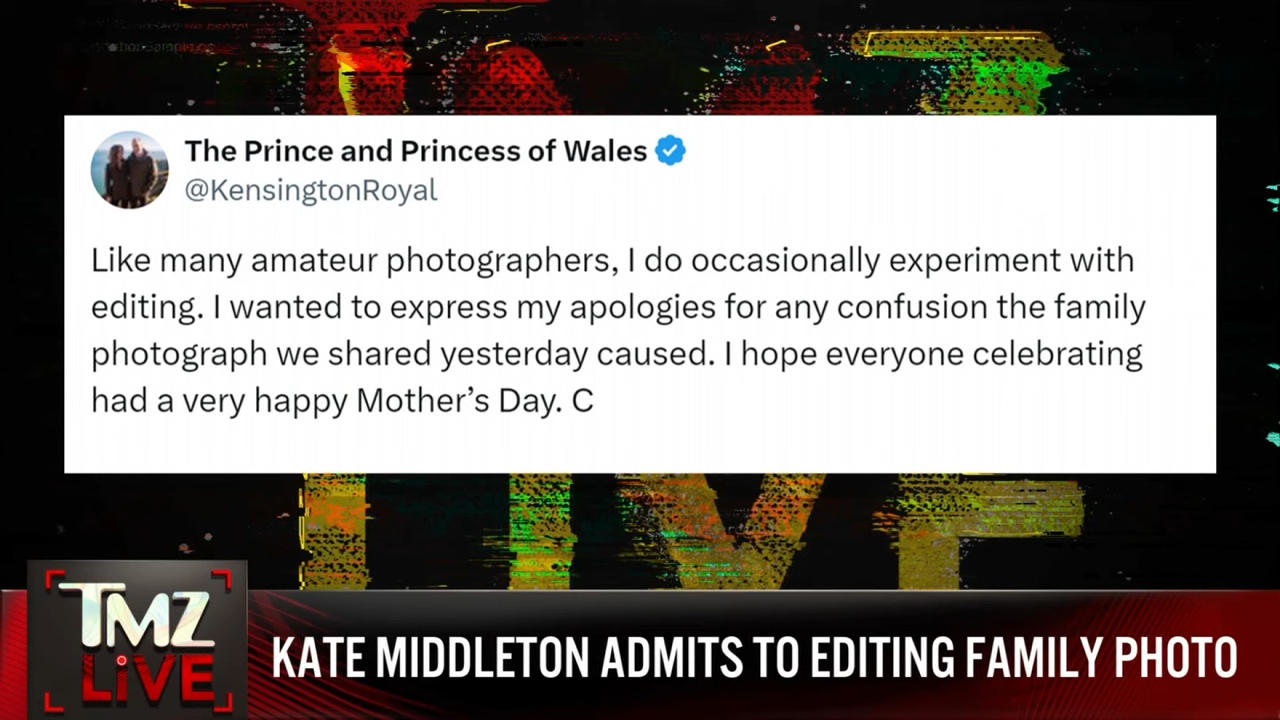 The Prince and Princess of Wales
@KensingtonRoyal
Like many amateur photographers, I do occasionally experiment with
editing. I wanted to express my apologies for any confusion the family
photograph we shared yesterday caused. I hope everyone celebrating
had a very happy Mother’s Day. C
TMZ
LiVE
KATE MIDDLETON ADMITS TO EDITING FAMILY PHOTO